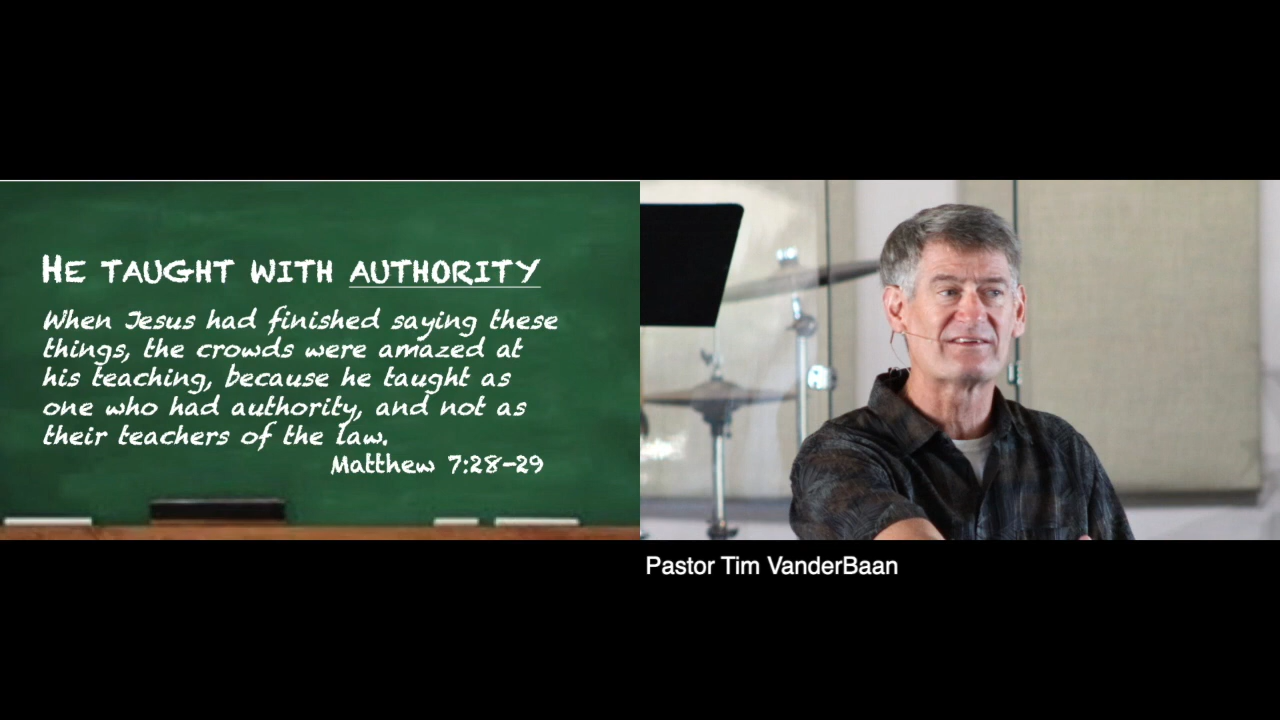 HE TAUGHT WITH AUTHORITY
When Jesus had finished saying these
things, the crowds were amazed at
his teaching, because he taught as
one who had authority, and not as
their teachers of the law.
Matthew 7:28-29
Pastor Tim VanderBaan